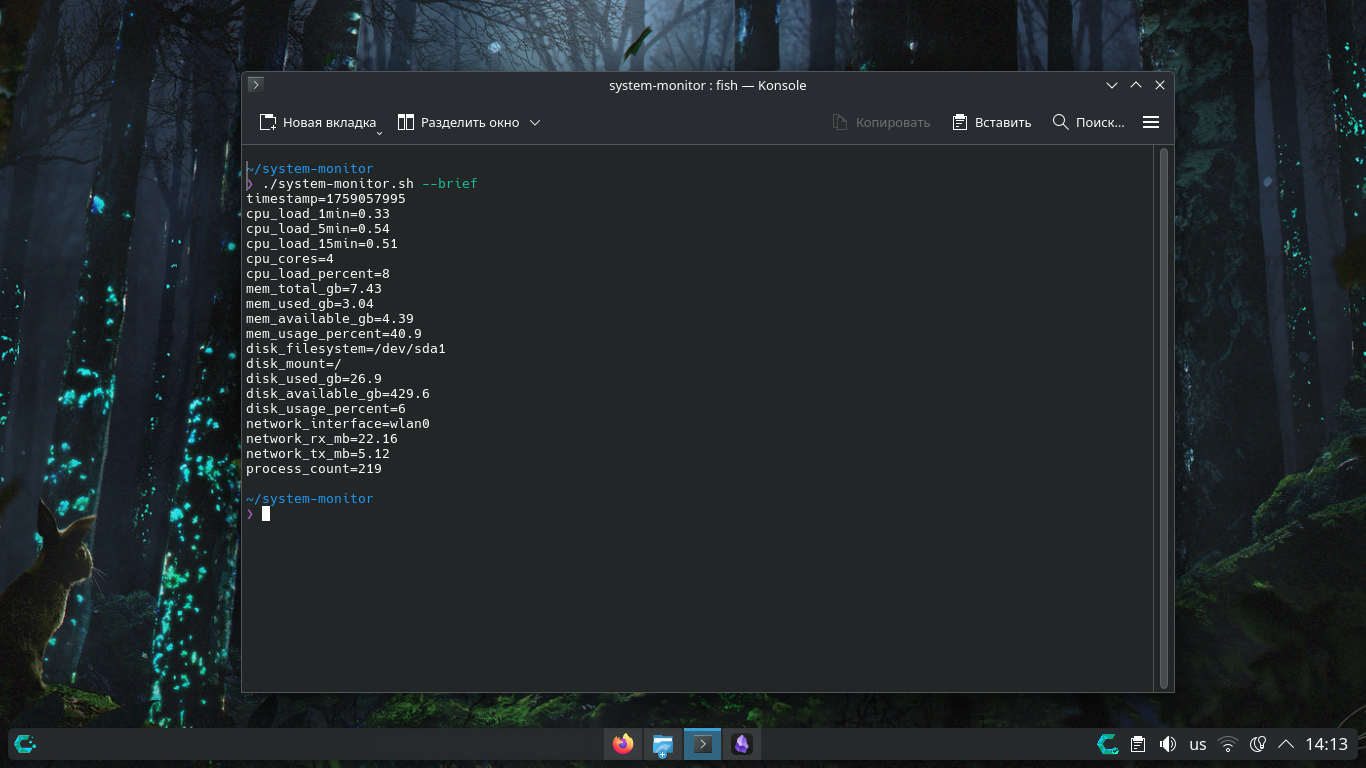 system-monitor : fish — Konsole
Новая вкладка
Разделить окно
Копировать
Вставить
Поиск...
~/system-monitor
❯ ./system-monitor.sh --brief
timestamp=1759057995
cpu_load_1min=0.33
cpu_load_5min=0.54
cpu_load_15min=0.51
cpu_cores=4
cpu_load_percent=8
mem_total_gb=7.43
mem_used_gb=3.04
mem_available_gb=4.39
mem_usage_percent=40.9
disk_filesystem=/dev/sda1
disk_mount=/
disk_used_gb=26.9
disk_available_gb=429.6
disk_usage_percent=6
network_interface=wlan0
network_rx_mb=22.16
network_tx_mb=5.12
process_count=219
~/system-monitor
❯
us
14:13